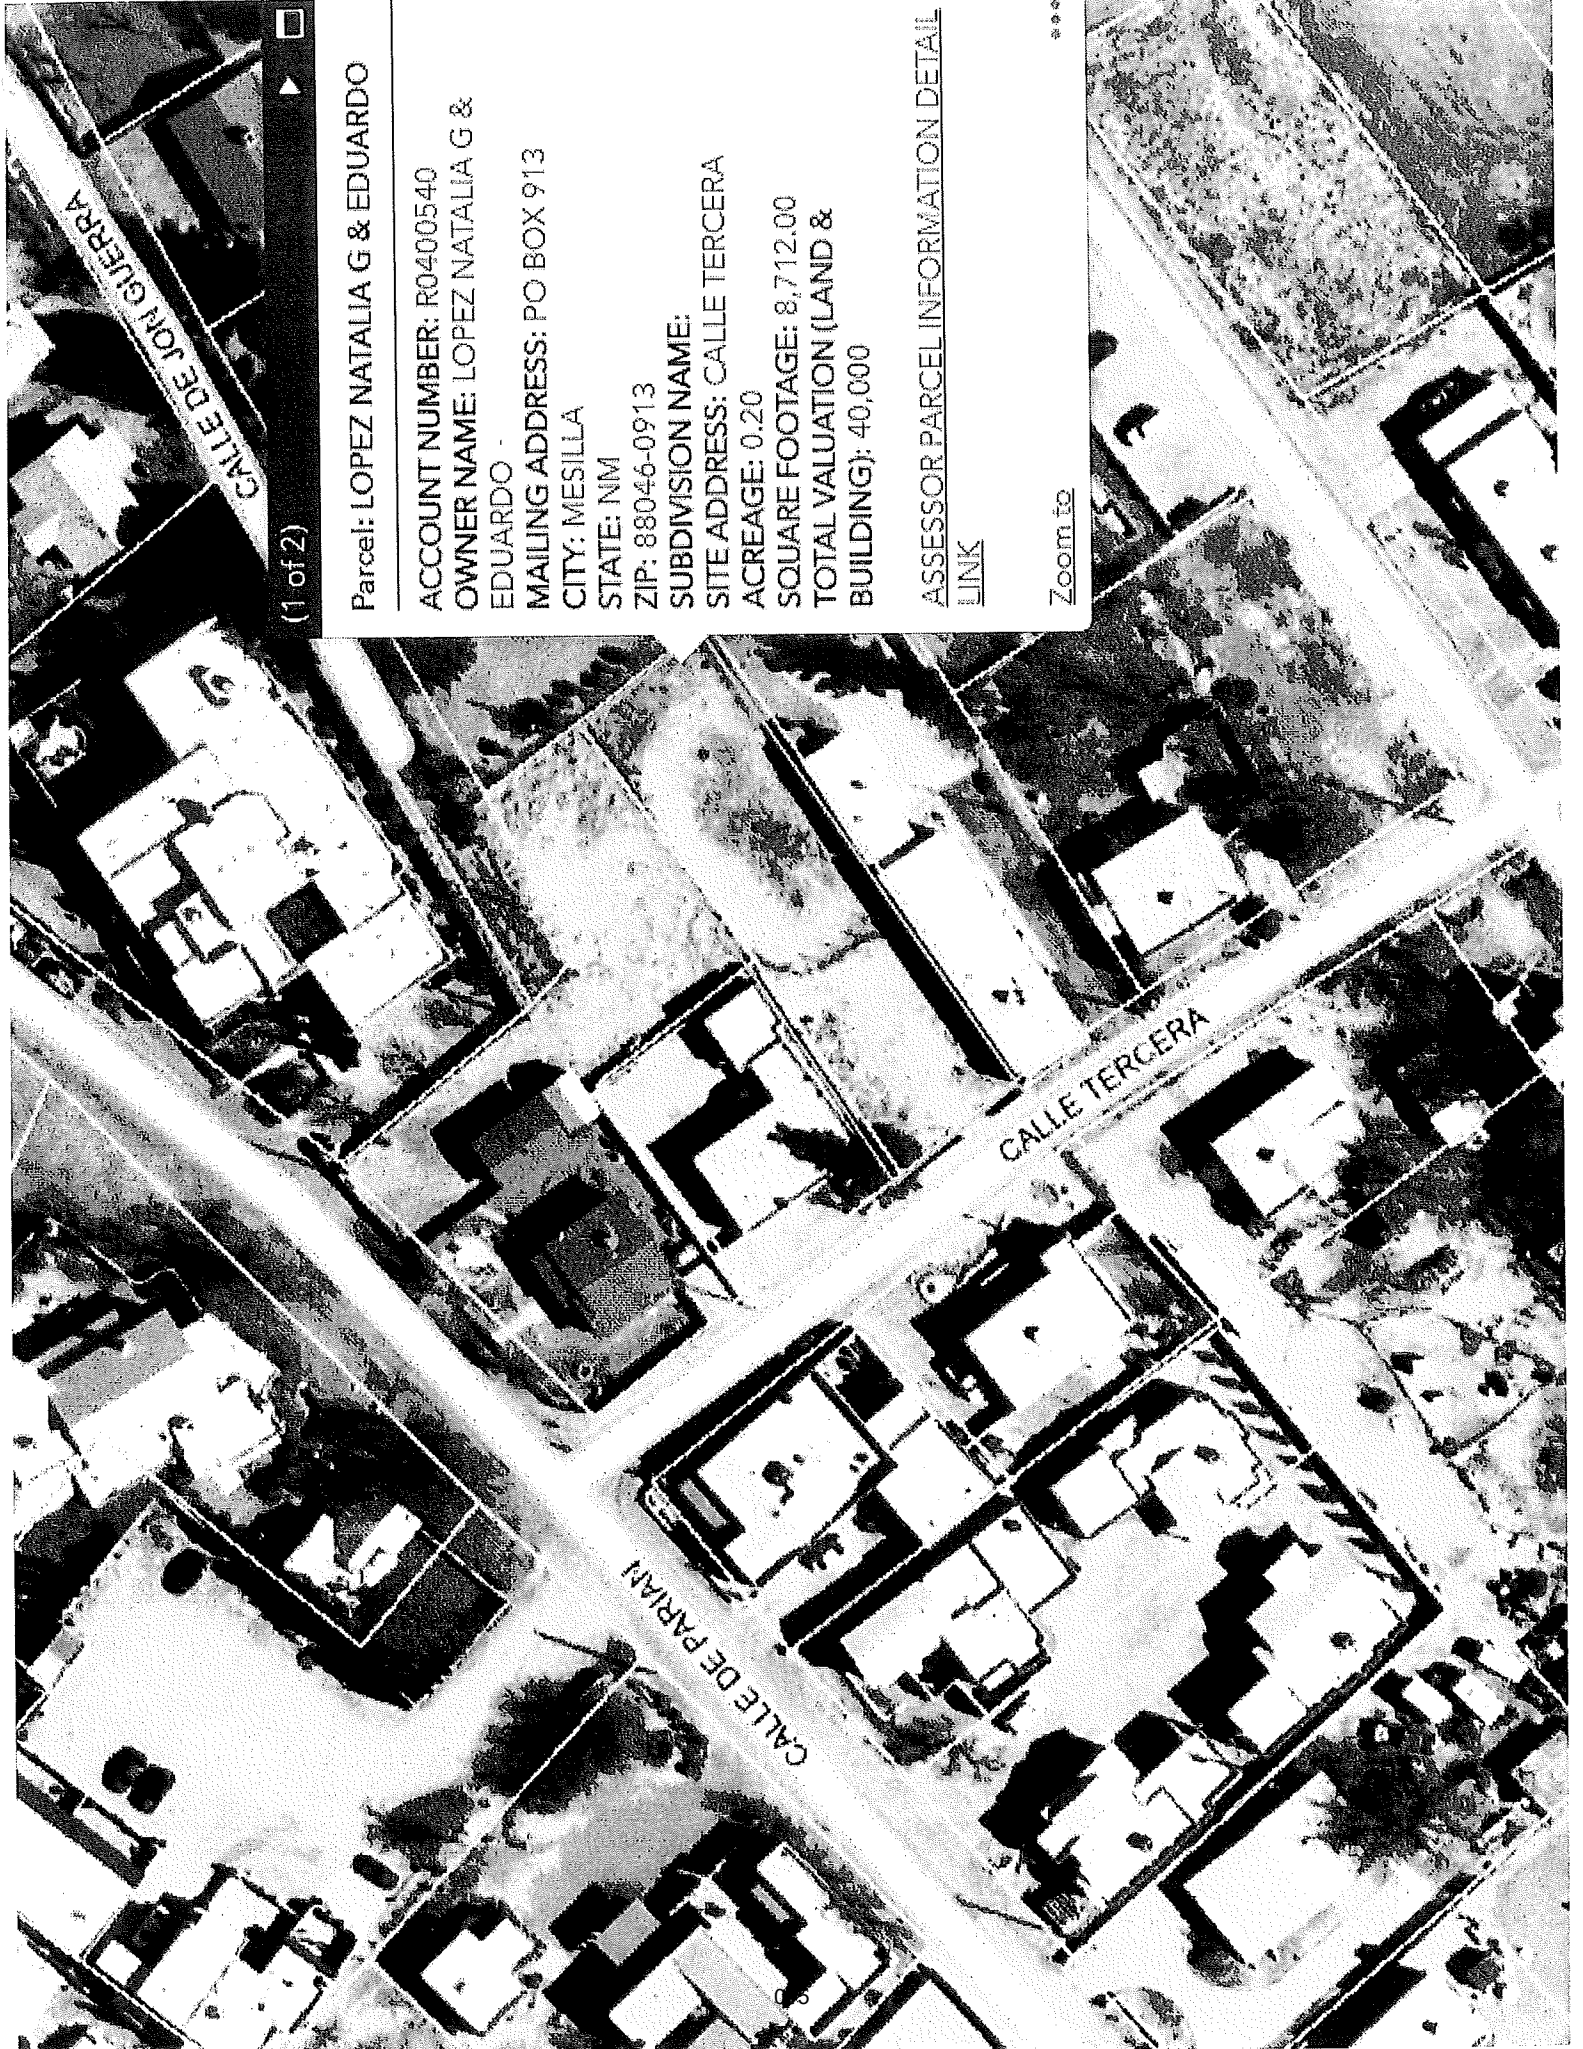 (1 of 2)
Parcel: LOPEZ NATALIA G & EDUARDO
ACCOUNT NUMBER: R0400540
OWNER NAME: LOPEZ NATALIA G &
EDUARDO -
MAILING ADDRESS: PO BOX 913
CITY: MESILLA
STATE: NM
ZIP: 88046-0913
SUBDIVISION NAME:
SITE ADDRESS: CALLE TERCERA
ACREAGE: 0.20
SQUARE FOOTAGE: 8,712.00
TOTAL VALUATION (LAND &
BUILDING): 40,000
ASSESSOR PARCEL INFORMATION DETAIL
LINK
Zoom to
CALLE DE JON GUERRA
CALLE TERCERA
CALLE DE PARIAN